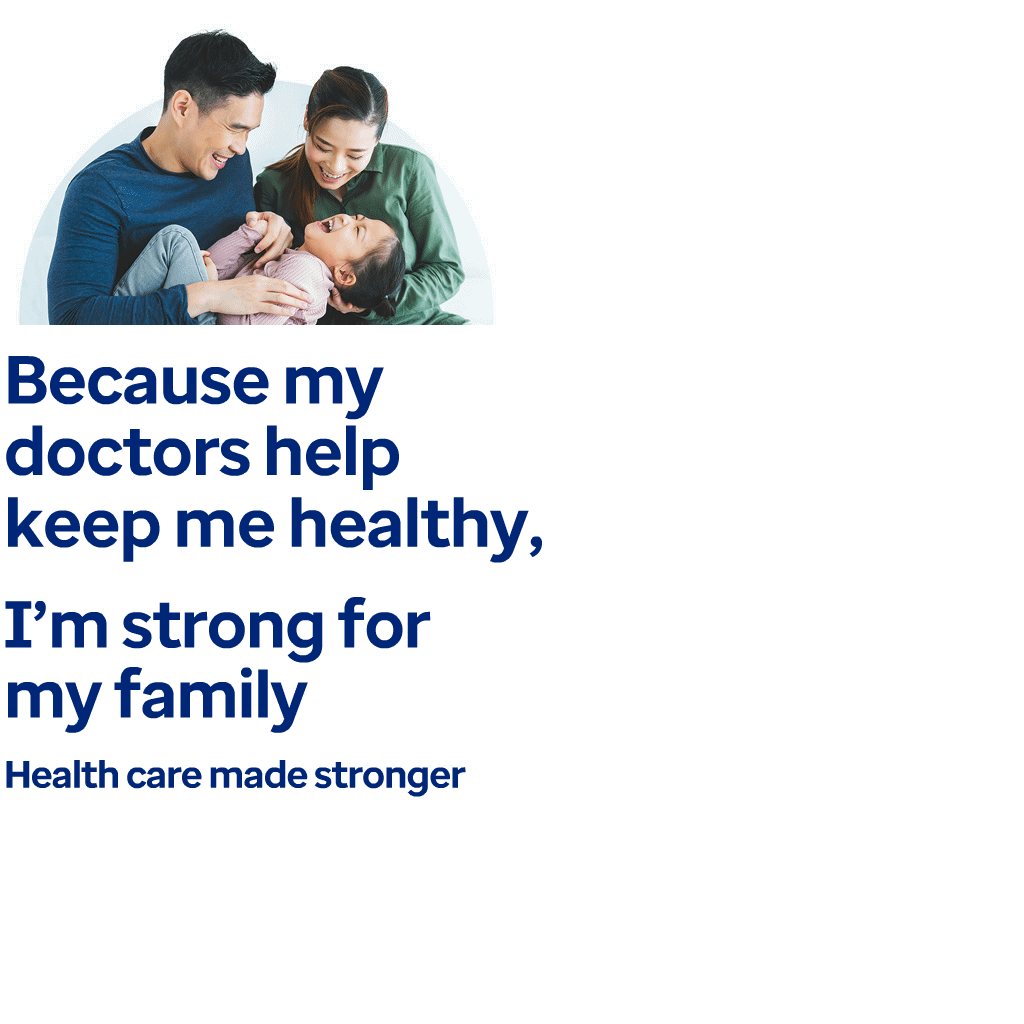 Because my
doctors help
keep me healthy,
I’m strong for
my family
Health care made stronger